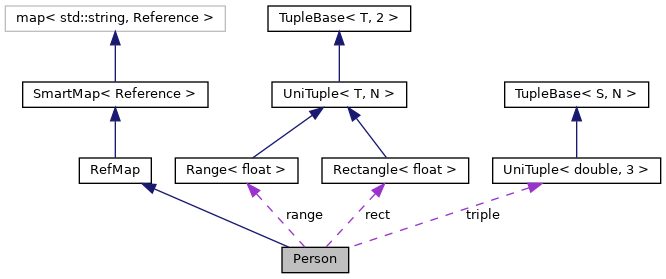 map< std::string, Reference >
TupleBase< T, 2 >
SmartMap< Reference >
UniTuple< T, N >
TupleBase< S, N >
RefMap
Range< float >
Rectangle< float >
UniTuple< double, 3 >
range
rect
triple
Person